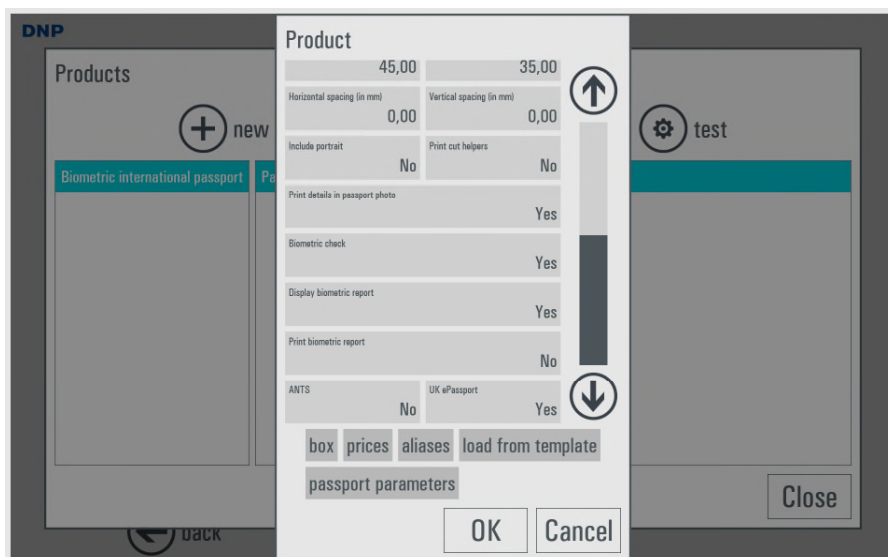 DNP
Products
new
test
Biometric international passport
Pa
Close
back
Product
45,00 35,00
Horizontal spacing (in mm) Vertical spacing (in mm)
0,00 0,00
Include portrait Print cut helpers
No No
Print details in passport photo
Yes
Biometric check
Yes
Display biometric report
Yes
Print biometric report
No
ANTS UK ePassport
No Yes
box prices aliases load from template
passport parameters
OK Cancel